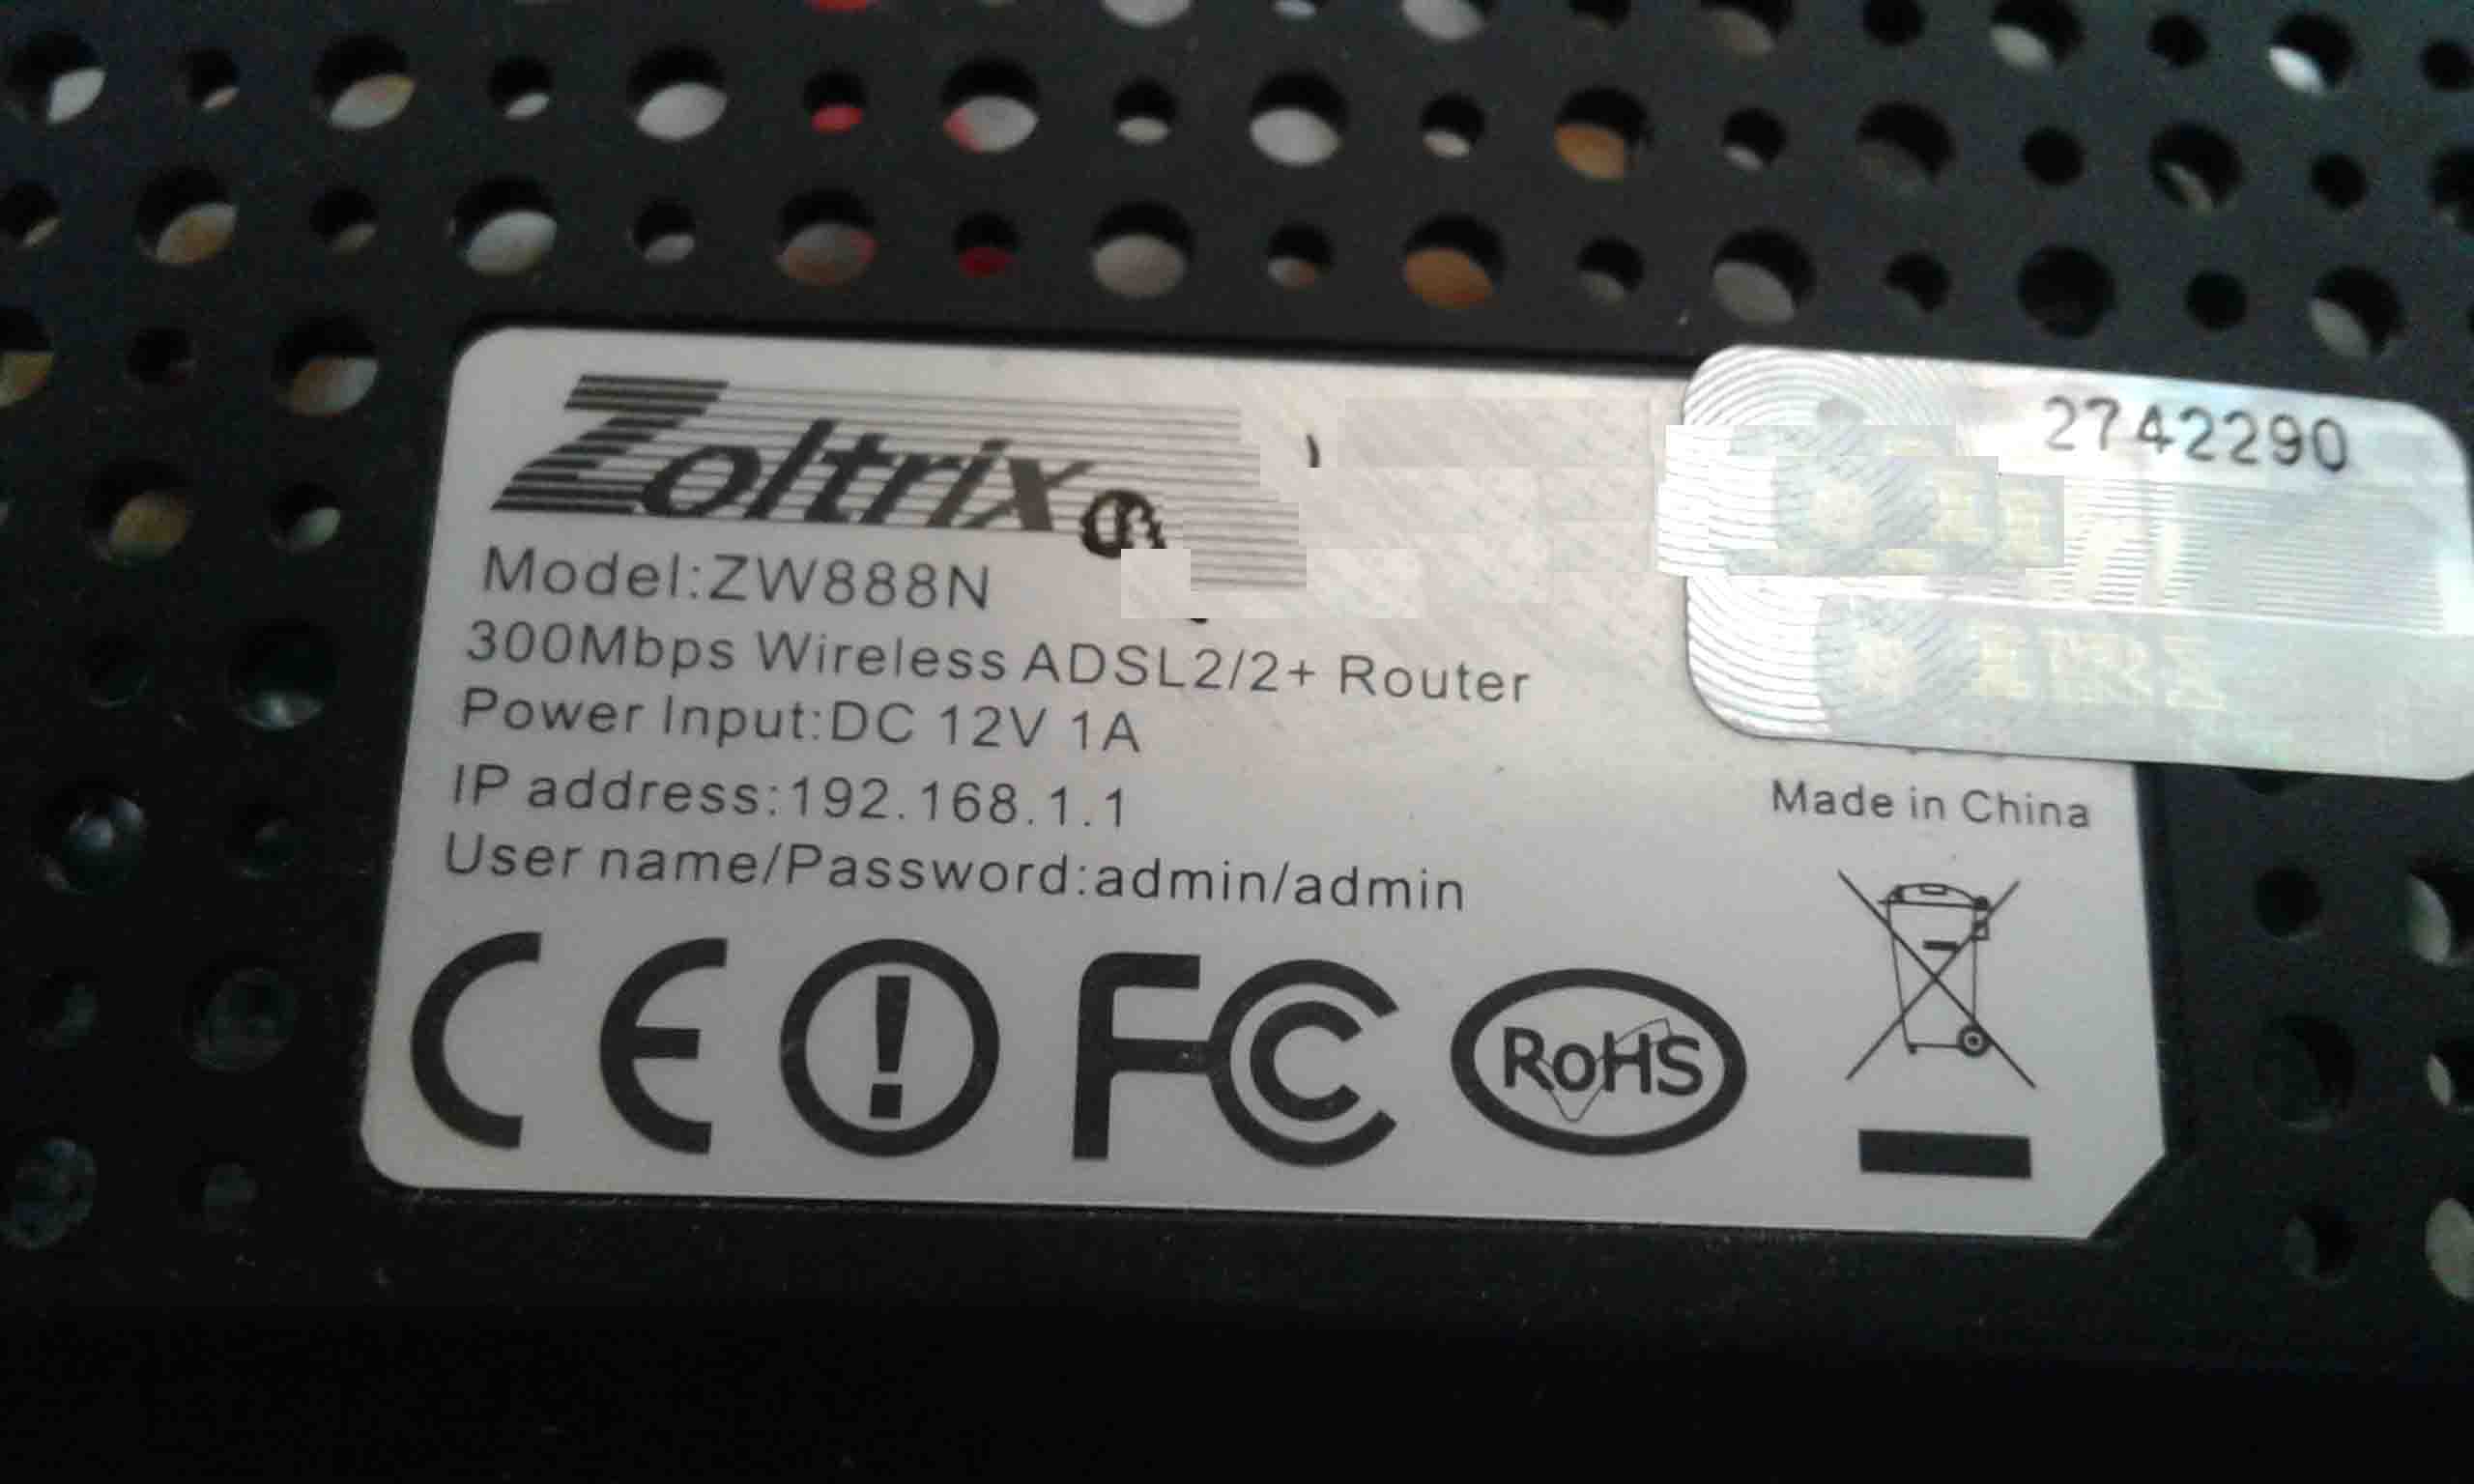 Zoltrix
2742290
Model:ZW888N
300Mbps Wireless ADSL2/2+ Router
Power Input:DC 12V 1A
IP address:192.168.1.1
User name/Password:admin/admin
Made in China
CE FC RoHS